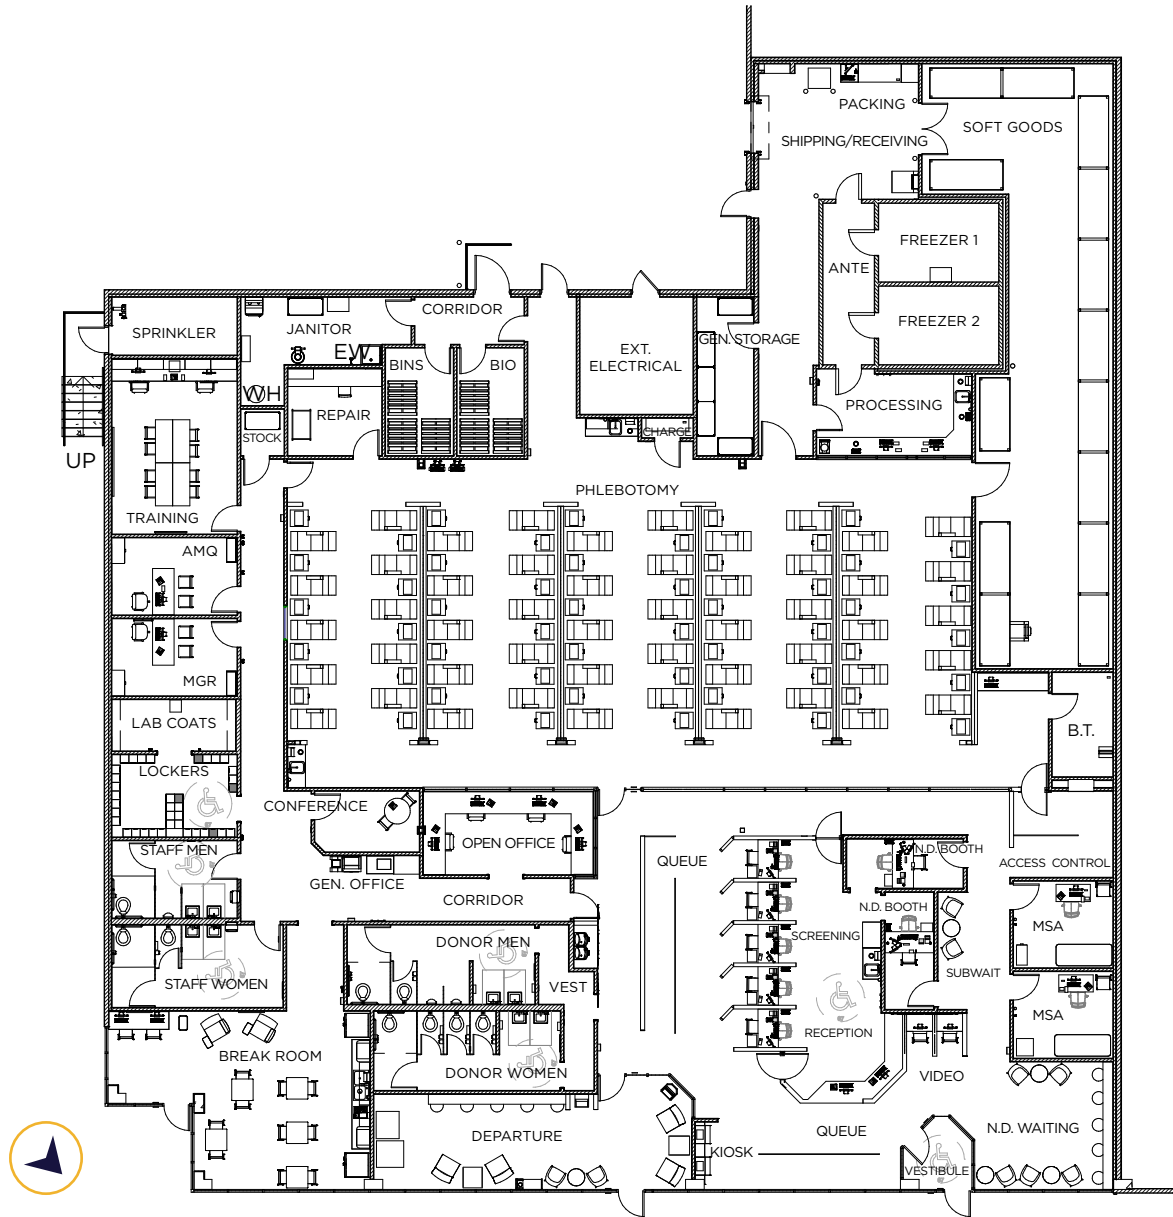 PACKING
SOFT GOODS
SHIPPING/RECEIVING
FREEZER 1
ANTE
FREEZER 2
SPRINKLER
JANITOR
CORRIDOR
EXT.
ELECTRICAL
GEN. STORAGE
E.W.
BINS
BIO
WH
REPAIR
STOCK
PROCESSING
CHARGE
UP
TRAINING
PHLEBOTOMY
AMQ
MGR
LAB COATS
B.T.
LOCKERS
CONFERENCE
STAFF MEN
OPEN OFFICE
QUEUE
N.D. BOOTH
ACCESS CONTROL
GEN. OFFICE
CORRIDOR
N.D. BOOTH
DONOR MEN
SCREENING
MSA
SUBWAIT
STAFF WOMEN
VEST
MSA
RECEPTION
BREAK ROOM
DONOR WOMEN
VIDEO
DEPARTURE
QUEUE
N.D. WAITING
KIOSK
VESTIBULE